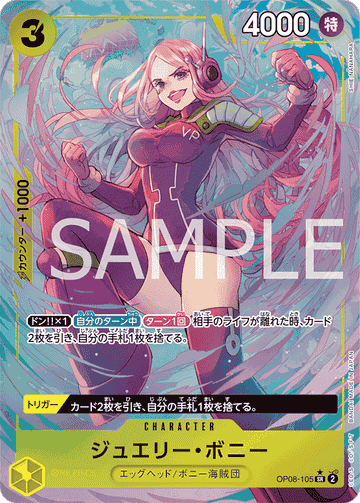 3
4000
特
SHIE NANAHARA
VP
カウンター +1000
SAMPLE
ドン!!×1 自分のターン中 ターン1回 相手のライフが離れた時、カード
2枚を引き、自分の手札1枚を捨てる。
トリガー カード2枚を引き、自分の手札1枚を捨てる。
CHARACTER
ジュエリー・ボニー
エッグヘッド/ボニー海賊団
OP08-105 SR 2